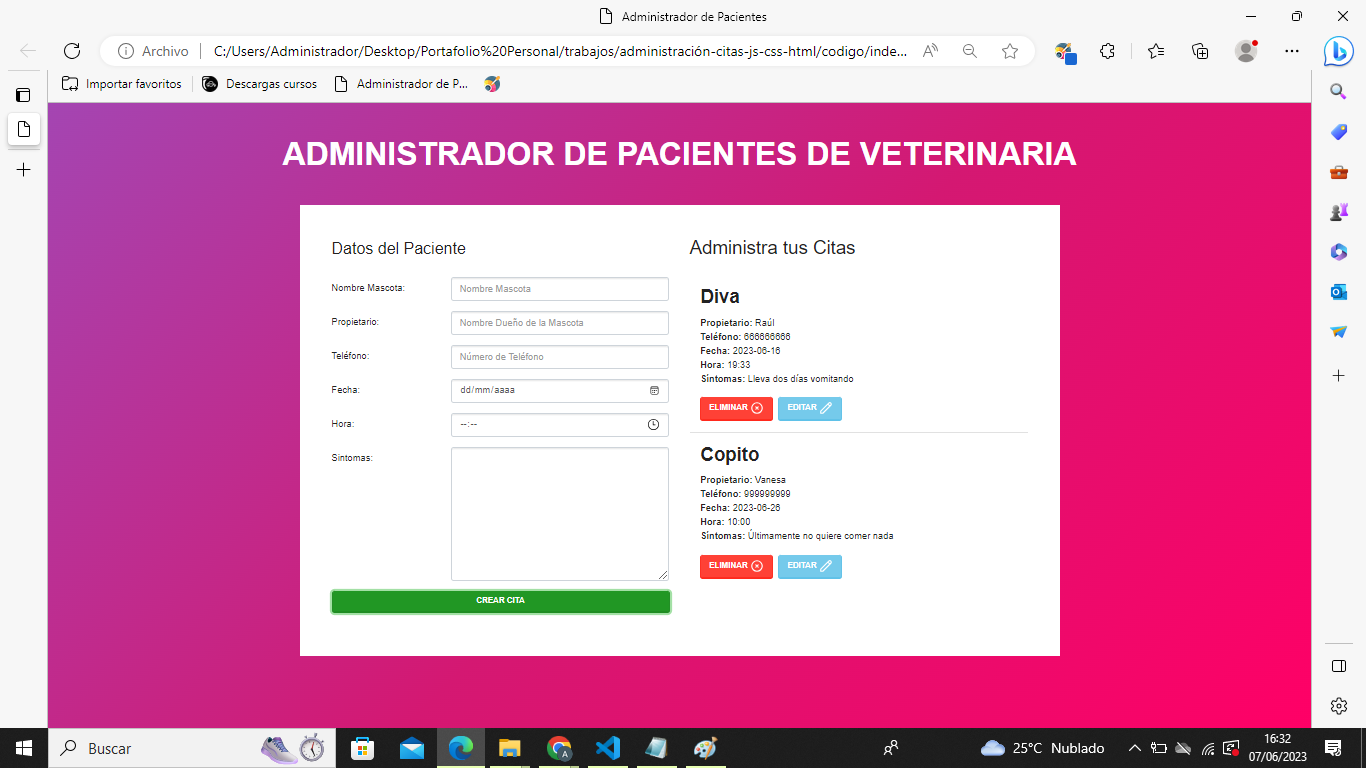 Administrador de Pacientes
Archivo C:/Users/Administrador/Desktop/Portafolio%20Personal/trabajos/administración-citas-js-css-html/codigo/inde...
Importar favoritos Descargas cursos Administrador de P...
ADMINISTRADOR DE PACIENTES DE VETERINARIA
Datos del Paciente
Nombre Mascota: Nombre Mascota
Propietario: Nombre Dueño de la Mascota
Teléfono: Número de Teléfono
Fecha: dd/mm/aaaa
Hora: --:--
Sintomas:
CREAR CITA
Administra tus Citas
Diva
Propietario: Raúl
Teléfono: 666666666
Fecha: 2023-06-16
Hora: 19:33
Síntomas: Lleva dos días vomitando
ELIMINAR EDITAR
Copito
Propietario: Vanesa
Teléfono: 999999999
Fecha: 2023-06-26
Hora: 10:00
Síntomas: Últimamente no quiere comer nada
ELIMINAR EDITAR
Buscar
25°C Nublado
16:32
07/06/2023